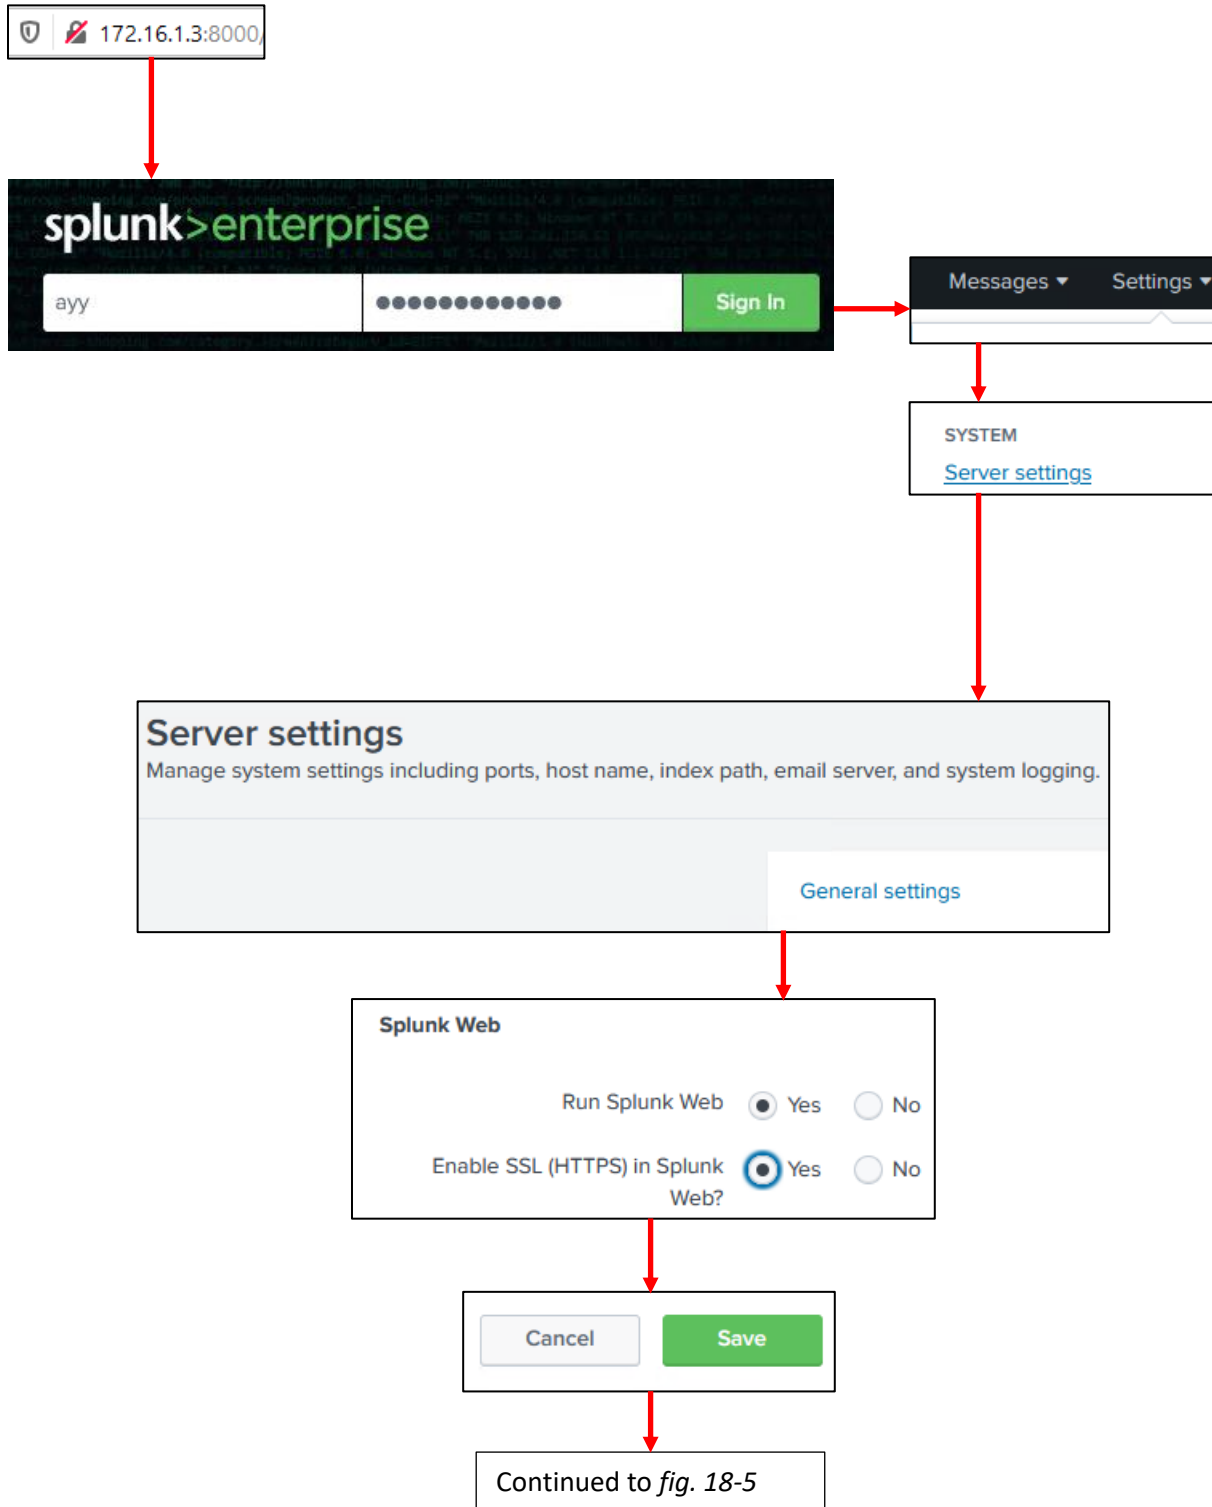 172.16.1.3:8000/
splunk>enterprise
ayy
Sign In
Messages
Settings
SYSTEM
Server settings
Server settings
Manage system settings including ports, host name, index path, email server, and system logging.
General settings
Splunk Web
Run Splunk Web Yes No
Enable SSL (HTTPS) in Splunk Yes No
Web?
Cancel Save
Continued to fig. 18-5